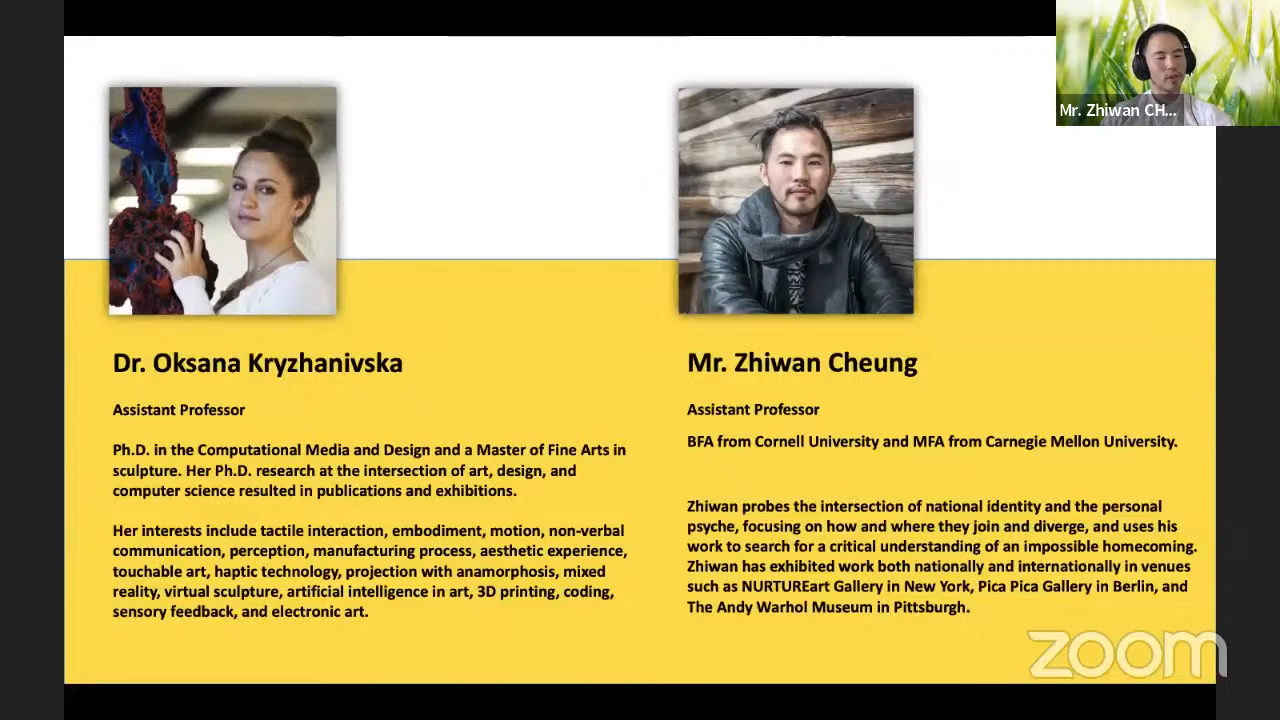 Mr. Zhiwan CH...
Dr. Oksana Kryzhanivska
Assistant Professor
Ph.D. in the Computational Media and Design and a Master of Fine Arts in
sculpture. Her Ph.D. research at the intersection of art, design, and
computer science resulted in publications and exhibitions.
Her interests include tactile interaction, embodiment, motion, non-verbal
communication, perception, manufacturing process, aesthetic experience,
touchable art, haptic technology, projection with anamorphosis, mixed
reality, virtual sculpture, artificial intelligence in art, 3D printing, coding,
sensory feedback, and electronic art.
Mr. Zhiwan Cheung
Assistant Professor
BFA from Cornell University and MFA from Carnegie Mellon University.
Zhiwan probes the intersection of national identity and the personal
psyche, focusing on how and where they join and diverge, and uses his
work to search for a critical understanding of an impossible homecoming.
Zhiwan has exhibited work both nationally and internationally in venues
such as NURTUREart Gallery in New York, Pica Pica Gallery in Berlin, and
The Andy Warhol Museum in Pittsburgh.
zoom